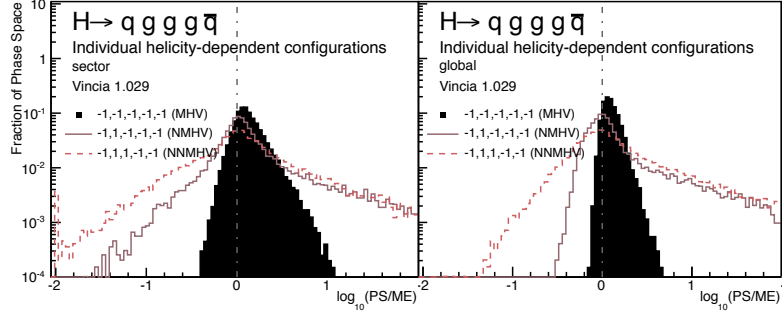 H→ q g g g g q̅
Individual helicity-dependent configurations
sector
Vincia 1.029
-1,-1,-1,-1,-1 (MHV)
-1,1,-1,-1,-1 (NMHV)
-1,1,1,-1,-1 (NNMHV)
Fraction of Phase Space
10
1
10⁻¹
10⁻²
10⁻³
10⁻⁴
-2 -1 0 1
log₁₀(PS/ME)
H→ q g g g g q̅
Individual helicity-dependent configurations
global
Vincia 1.029
-1,-1,-1,-1,-1 (MHV)
-1,1,-1,-1,-1 (NMHV)
-1,1,1,-1,-1 (NNMHV)
-2 -1 0 1
log₁₀(PS/ME)